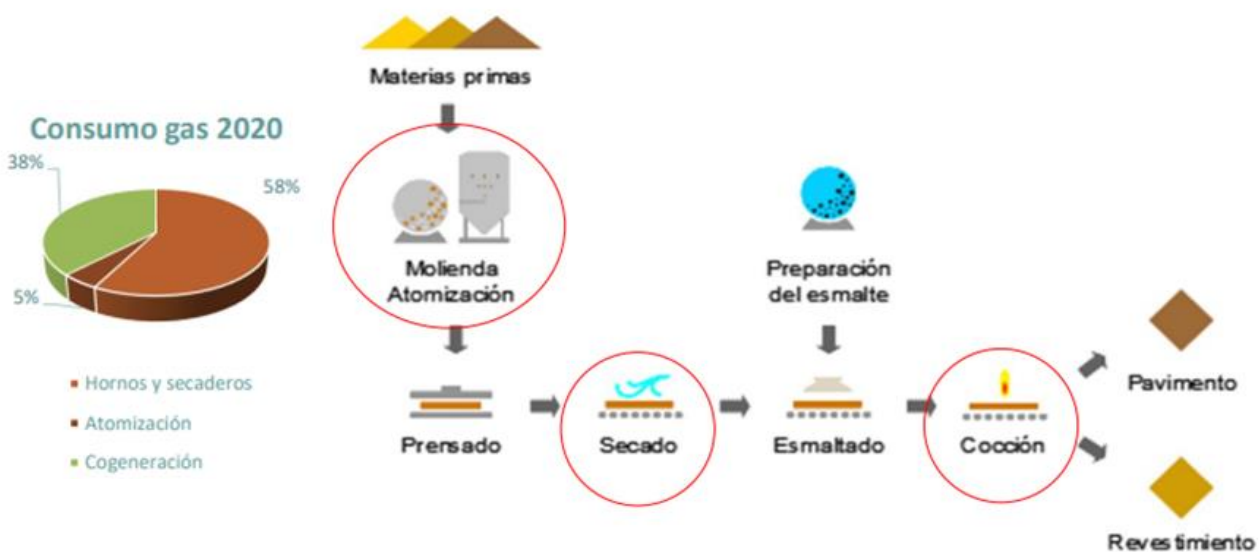 Materias primas
Consumo gas 2020
38%
58%
5%
Hornos y secaderos
Atomización
Cogeneración
Molienda
Atomización
Preparación
del esmalte
Prensado
Secado
Esmaltado
Cocción
Pavimento
Revestimiento